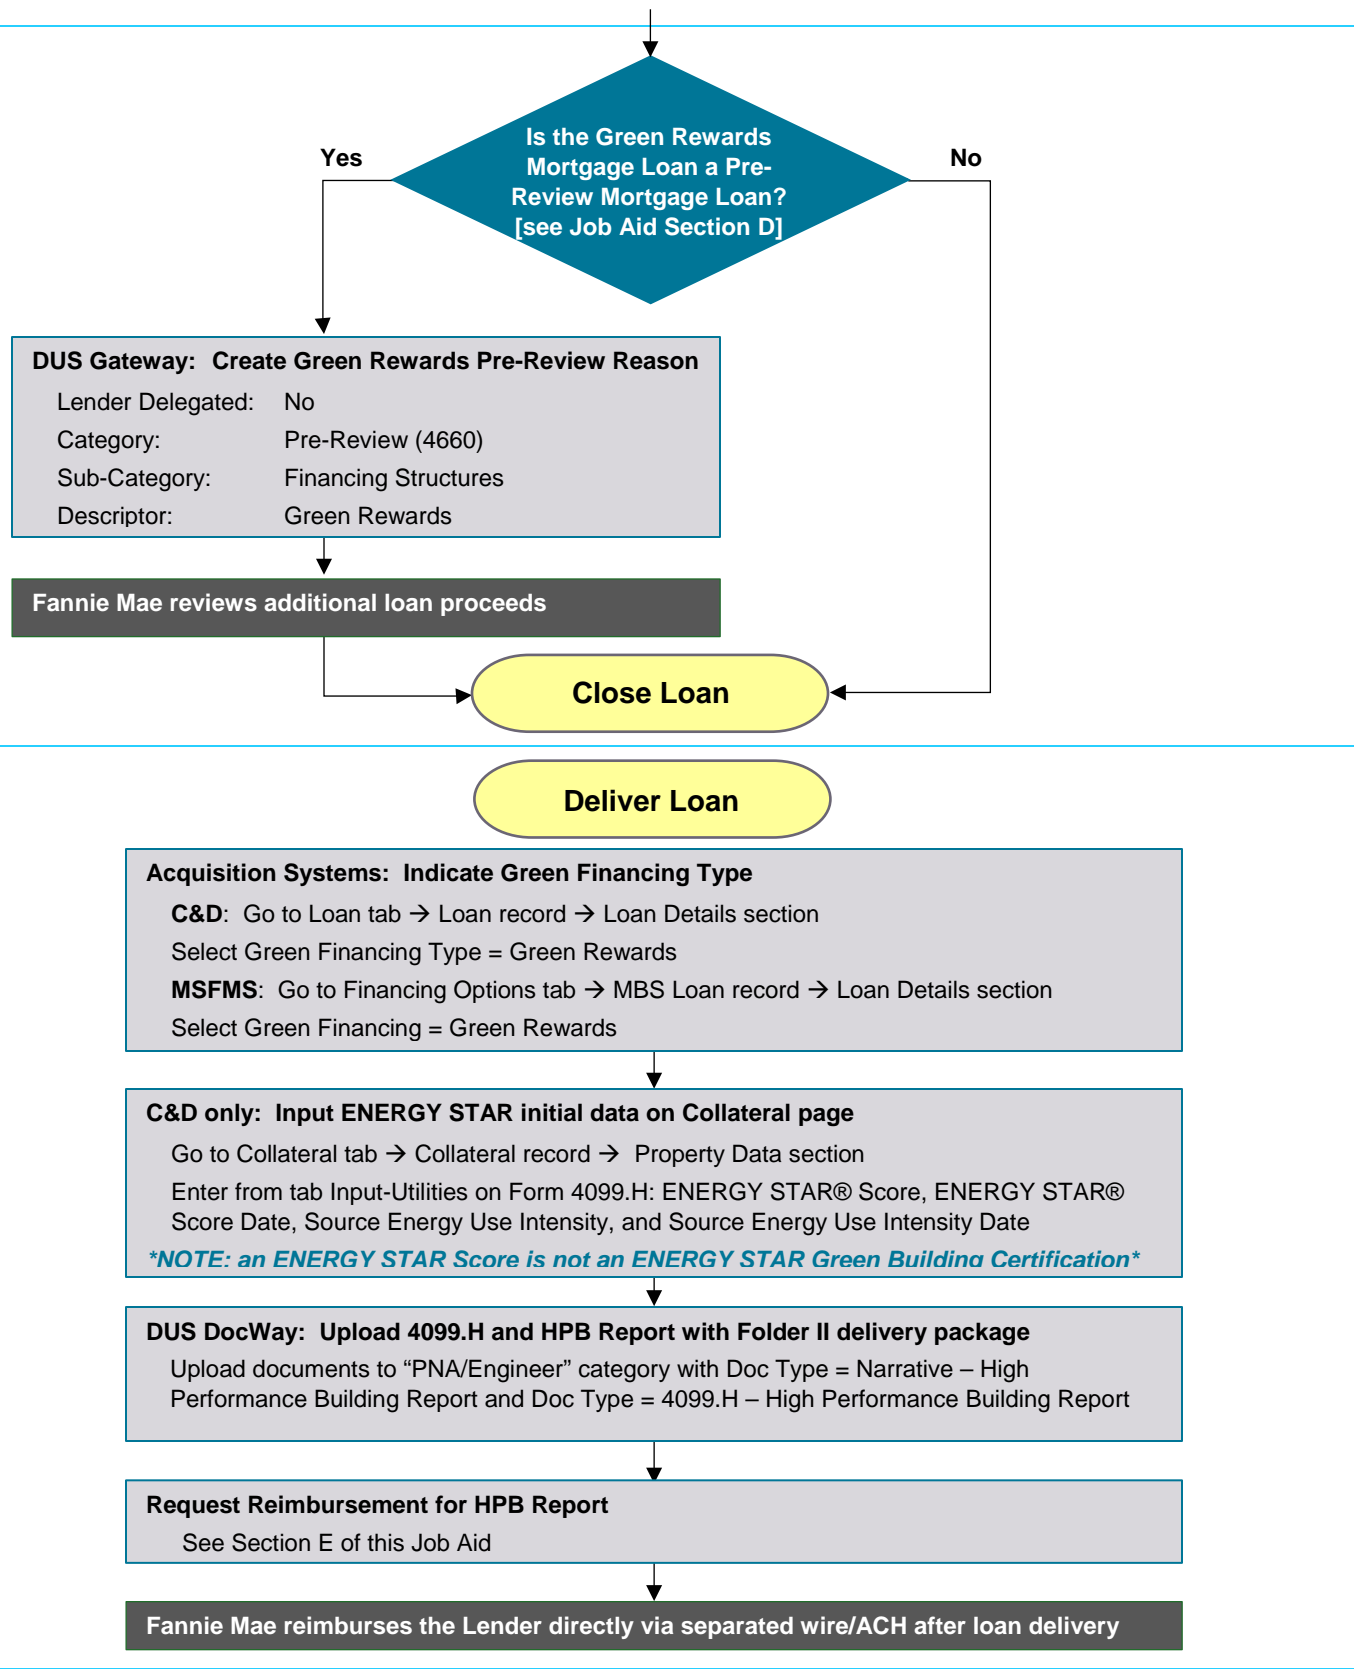 Is the Green Rewards
Mortgage Loan a Pre-
Review Mortgage Loan?
[see Job Aid Section D]
Yes
No
DUS Gateway: Create Green Rewards Pre-Review Reason
Lender Delegated: No
Category: Pre-Review (4660)
Sub-Category: Financing Structures
Descriptor: Green Rewards
Fannie Mae reviews additional loan proceeds
Close Loan
Deliver Loan
Acquisition Systems: Indicate Green Financing Type
C&D: Go to Loan tab → Loan record → Loan Details section
Select Green Financing Type = Green Rewards
MSFMS: Go to Financing Options tab → MBS Loan record → Loan Details section
Select Green Financing = Green Rewards
C&D only: Input ENERGY STAR initial data on Collateral page
Go to Collateral tab → Collateral record → Property Data section
Enter from tab Input-Utilities on Form 4099.H: ENERGY STAR® Score, ENERGY STAR®
Score Date, Source Energy Use Intensity, and Source Energy Use Intensity Date
*NOTE: an ENERGY STAR Score is not an ENERGY STAR Green Building Certification*
DUS DocWay: Upload 4099.H and HPB Report with Folder II delivery package
Upload documents to “PNA/Engineer” category with Doc Type = Narrative – High
Performance Building Report and Doc Type = 4099.H – High Performance Building Report
Request Reimbursement for HPB Report
See Section E of this Job Aid
Fannie Mae reimburses the Lender directly via separated wire/ACH after loan delivery